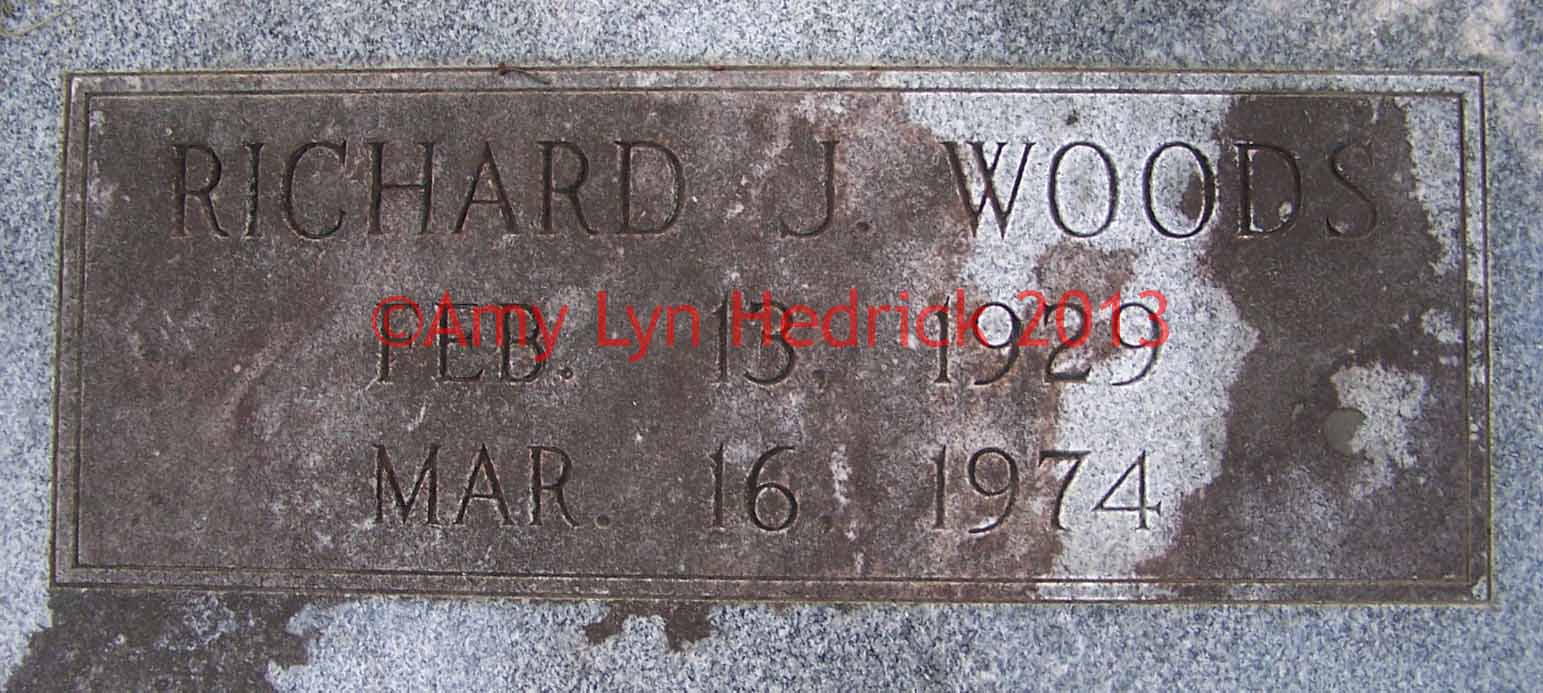 RICHARD J. WOODS
FEB. 13, 1929
©Amy Lyn Hedrick 2013
MAR. 16, 1974